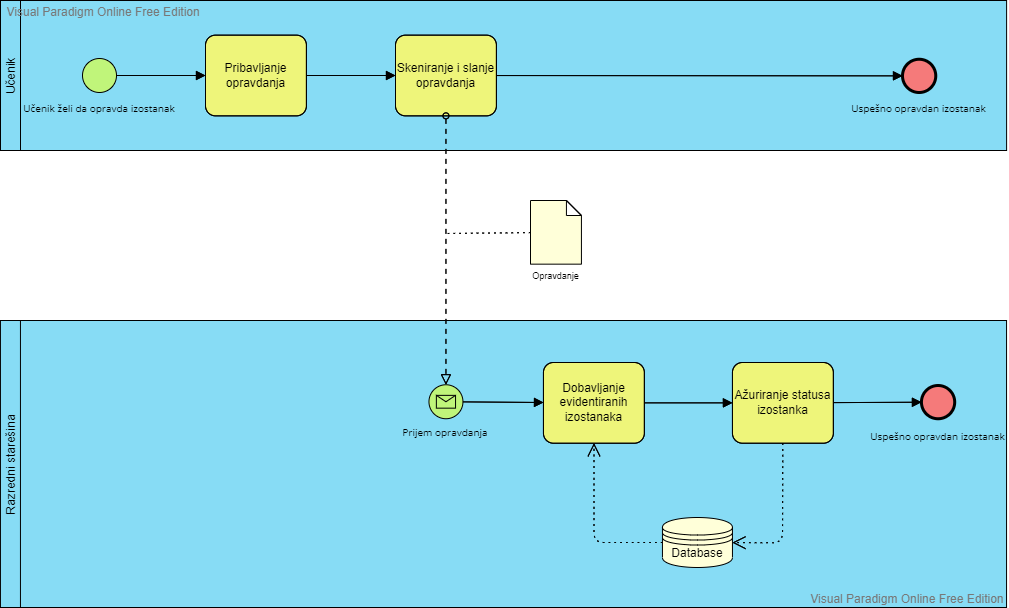 Visual Paradigm Online Free Edition
Učenik
Pribavljanje
opravdanja
Skeniranje i slanje
opravdanja
Učenik želi da opravda izostanak
Uspešno opravdan izostanak
Opravdanje
Razredni starešina
Prijem opravdanja
Dobavljanje
evidentiranih
izostanaka
Ažuriranje statusa
izostanka
Uspešno opravdan izostanak
Database
Visual Paradigm Online Free Edition